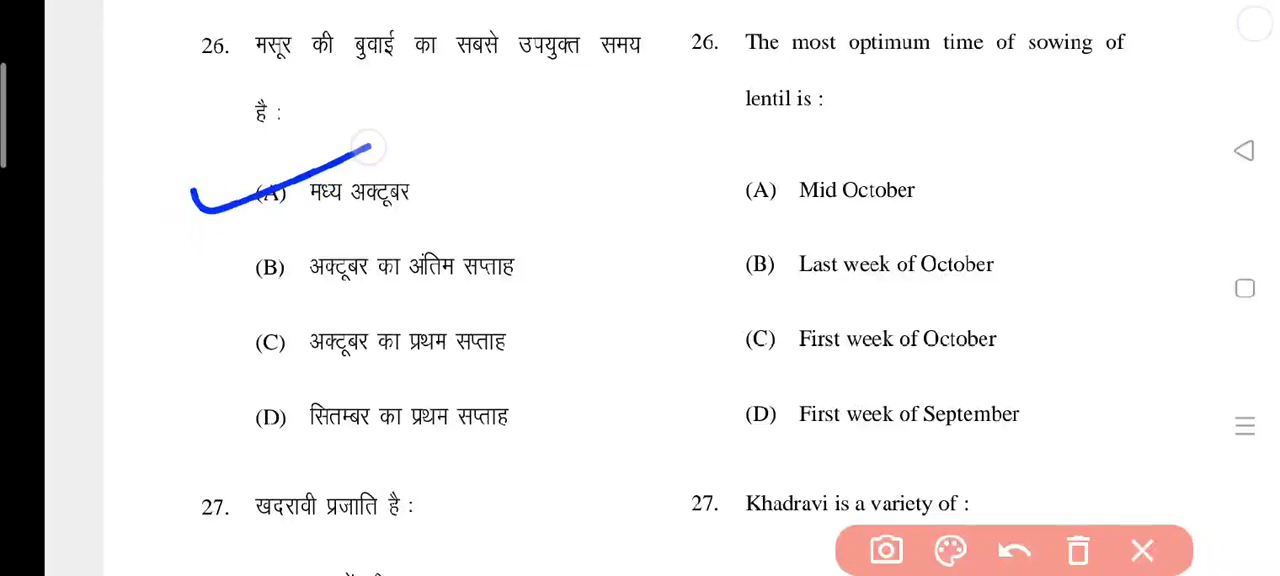 26. मसूर की बुवाई का सबसे उपयुक्त समय
है :
(A) मध्य अक्टूबर
(B) अक्टूबर का अंतिम सप्ताह
(C) अक्टूबर का प्रथम सप्ताह
(D) सितम्बर का प्रथम सप्ताह
27. खदरावी प्रजाति है :
26. The most optimum time of sowing of
lentil is :
(A) Mid October
(B) Last week of October
(C) First week of October
(D) First week of September
27. Khadravi is a variety of :